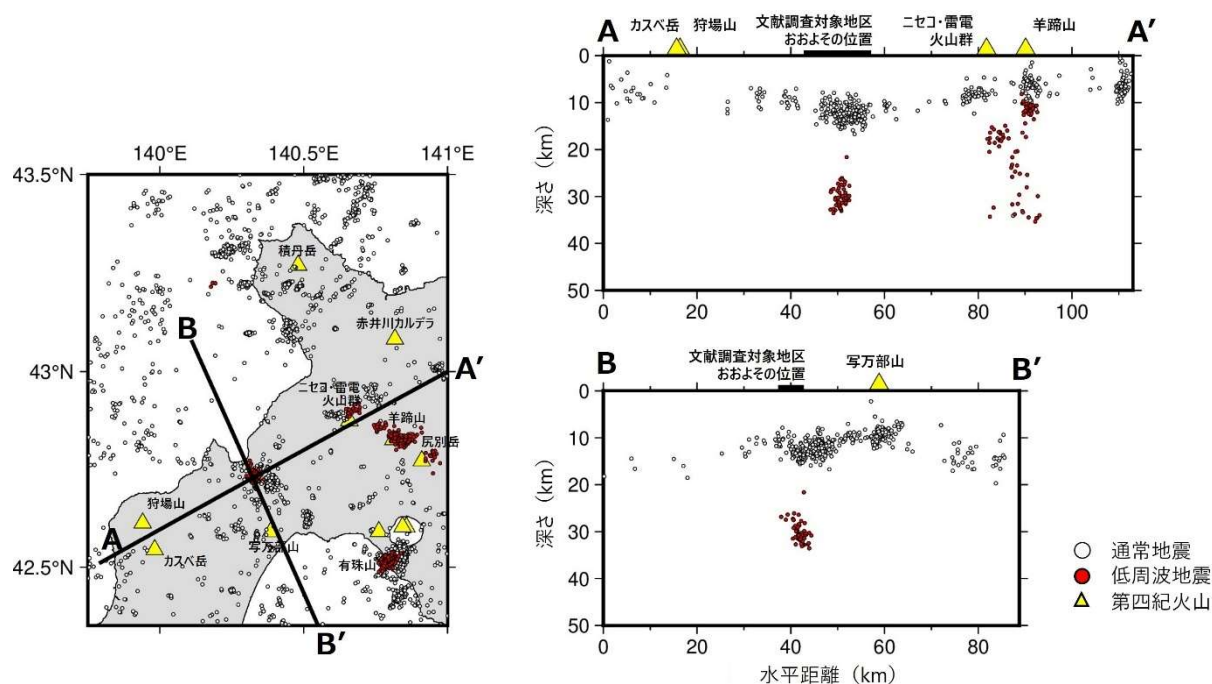 140°E
140.5°E
141°E
43.5°N
43°N
42.5°N
積丹岳
赤井川カルデラ
B
A′
ニセコ・雷電
火山群
羊蹄山
尻別岳
狩場山
A
カスベ岳
写万部山
有珠山
B′
A
カスベ岳
狩場山
文献調査対象地区
おおよその位置
ニセコ・雷電
火山群
羊蹄山
A′
深さ（km）
0
10
20
30
40
50
0
20
40
60
80
100
B
文献調査対象地区
おおよその位置
写万部山
B′
深さ（km）
0
10
20
30
40
50
0
20
40
60
80
水平距離（km）
通常地震
低周波地震
第四紀火山